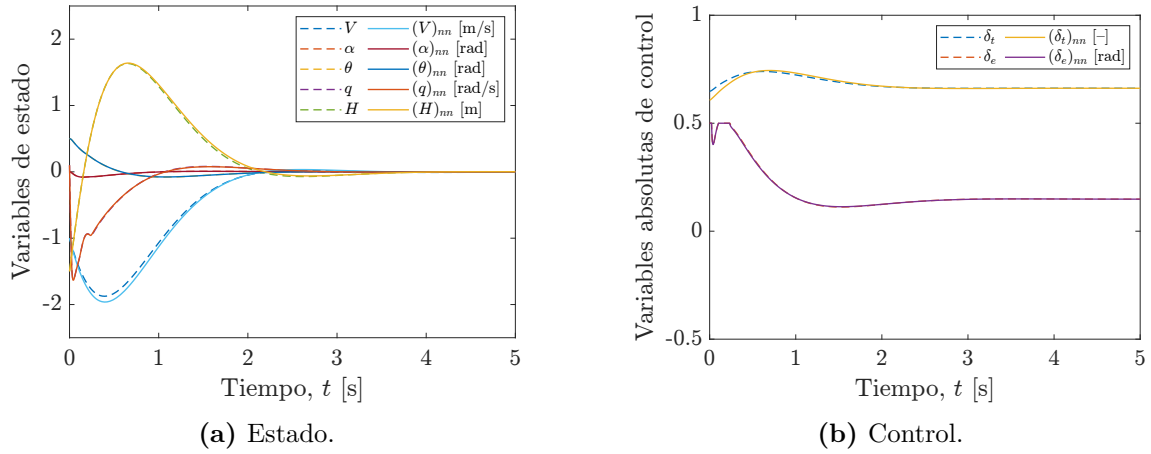 Variables de estado
2
1
0
-1
-2
0 1 2 3 4 5
Tiempo, t [s]
V (V)nn [m/s]
α (α)nn [rad]
θ (θ)nn [rad]
q (q)nn [rad/s]
H (H)nn [m]
(a) Estado.
Variables absolutas de control
1
0.5
0
-0.5
0 1 2 3 4 5
Tiempo, t [s]
δt (δt)nn [–]
δe (δe)nn [rad]
(b) Control.